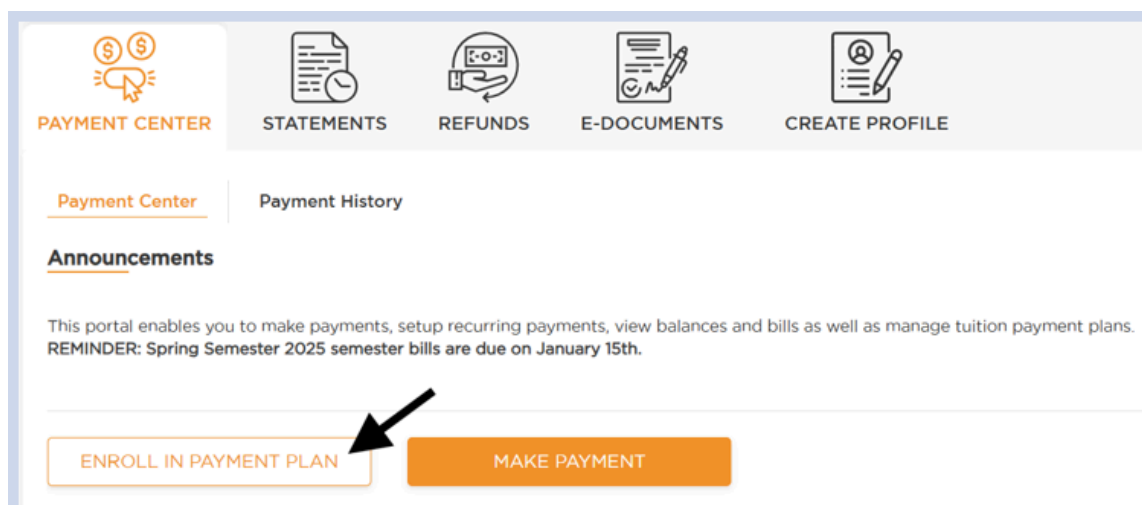 PAYMENT CENTER
STATEMENTS
REFUNDS
E-DOCUMENTS
CREATE PROFILE
Payment Center
Payment History
Announcements
This portal enables you to make payments, setup recurring payments, view balances and bills as well as manage tuition payment plans.
REMINDER: Spring Semester 2025 semester bills are due on January 15th.
ENROLL IN PAYMENT PLAN
MAKE PAYMENT